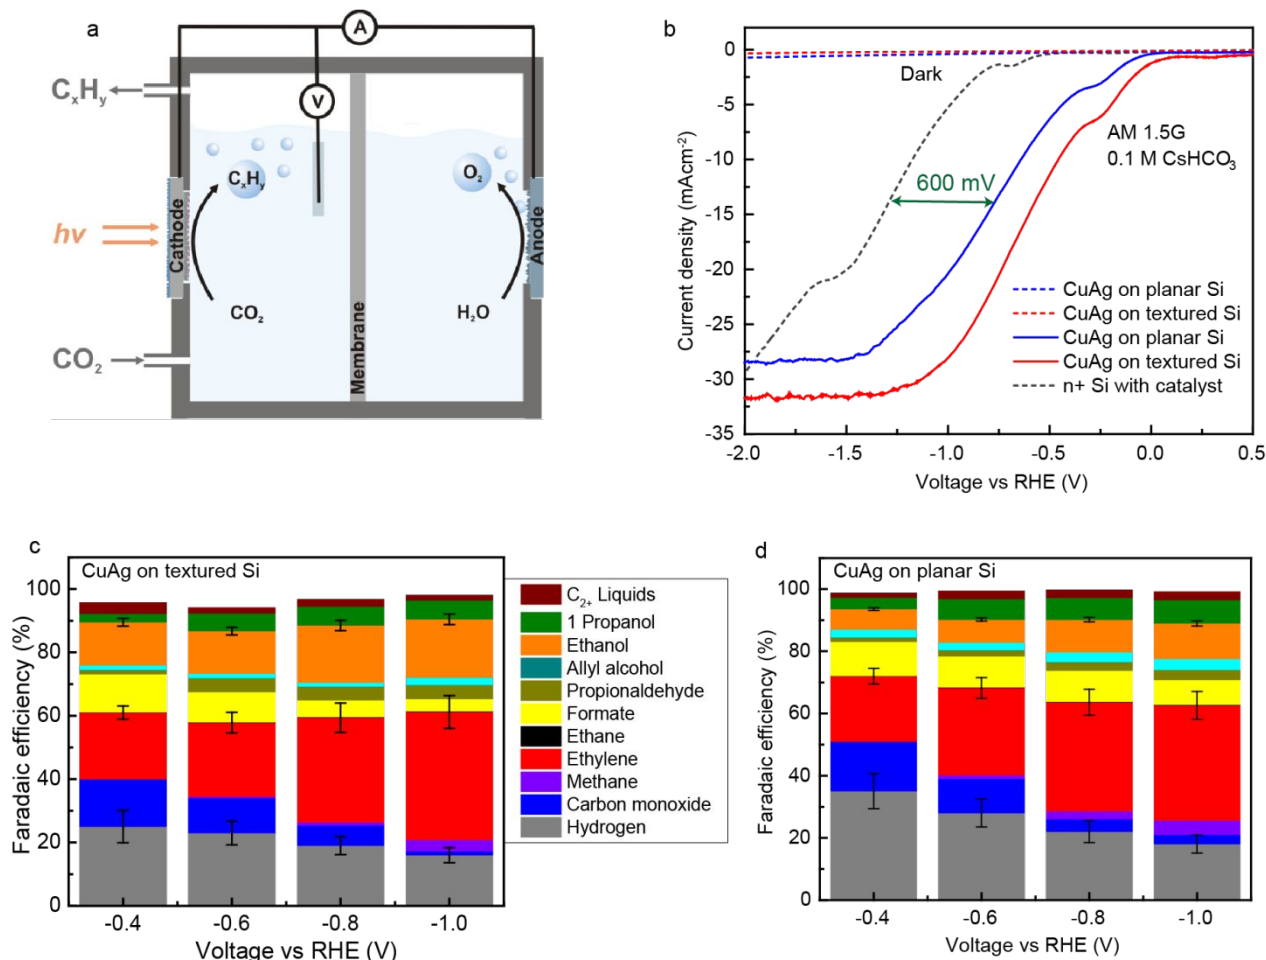 a
A
V
CₓHᵧ
CₓHᵧ
O₂
hv
Cathode
Anode
CO₂
H₂O
CO₂
Membrane
b
0
-5
-10
-15
-20
-25
-30
-35
Current density (mAcm⁻²)
Dark
AM 1.5G
0.1 M CsHCO₃
600 mV
CuAg on planar Si
CuAg on textured Si
CuAg on planar Si
CuAg on textured Si
n+ Si with catalyst
-2.0 -1.5 -1.0 -0.5 0.0 0.5
Voltage vs RHE (V)
c
CuAg on textured Si
100
80
60
40
20
0
Faradaic efficiency (%)
-0.4 -0.6 -0.8 -1.0
Voltage vs RHE (V)
C₂₊ Liquids
1 Propanol
Ethanol
Allyl alcohol
Propionaldehyde
Formate
Ethane
Ethylene
Methane
Carbon monoxide
Hydrogen
d
CuAg on planar Si
100
80
60
40
20
0
Faradaic efficiency (%)
-0.4 -0.6 -0.8 -1.0
Voltage vs RHE (V)